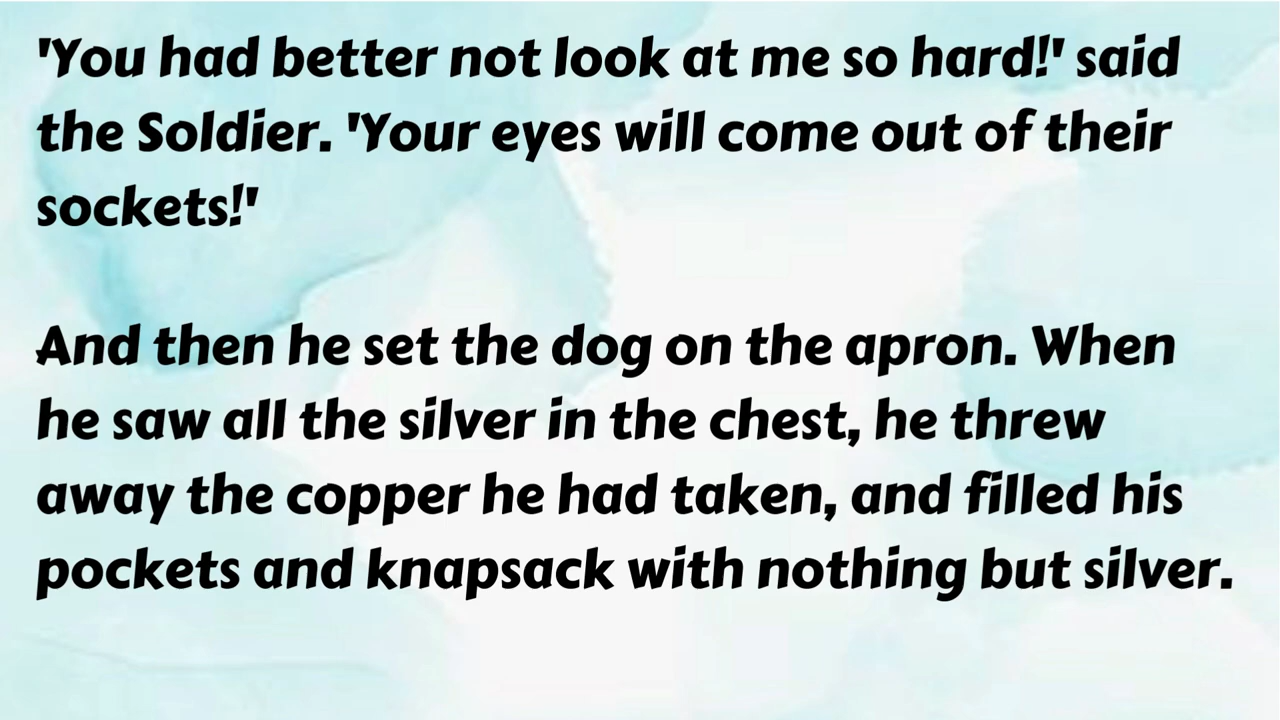 'You had better not look at me so hard!' said
the Soldier. 'Your eyes will come out of their
sockets!'
And then he set the dog on the apron. When
he saw all the silver in the chest, he threw
away the copper he had taken, and filled his
pockets and knapsack with nothing but silver.